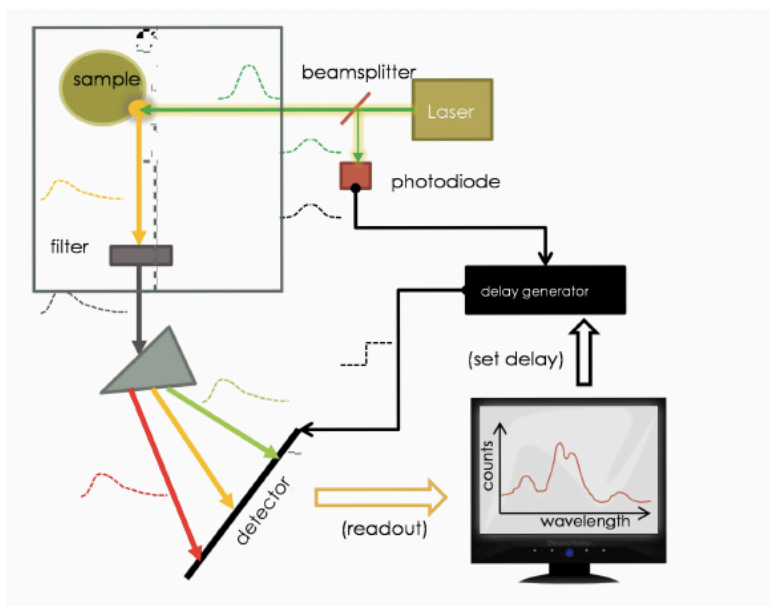 sample
beamsplitter
Laser
photodiode
filter
delay generator
(set delay)
counts
wavelength
detector
(readout)